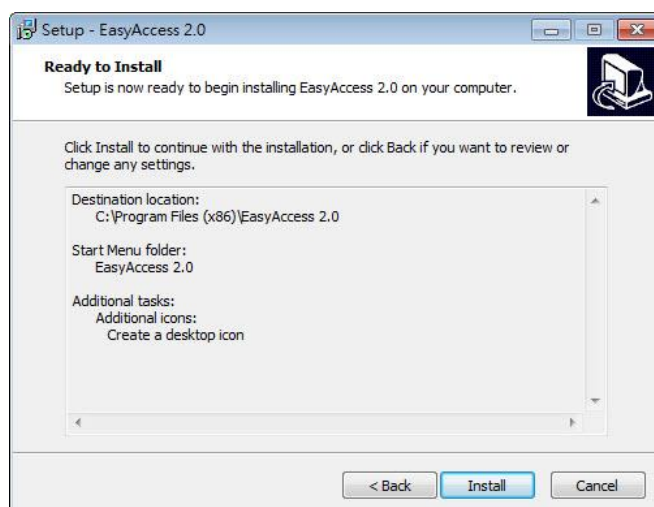 Setup - EasyAccess 2.0
Ready to Install
Setup is now ready to begin installing EasyAccess 2.0 on your computer.
Click Install to continue with the installation, or click Back if you want to review or
change any settings.
Destination location:
C:\Program Files (x86)\EasyAccess 2.0
Start Menu folder:
EasyAccess 2.0
Additional tasks:
Additional icons:
Create a desktop icon
< Back
Install
Cancel